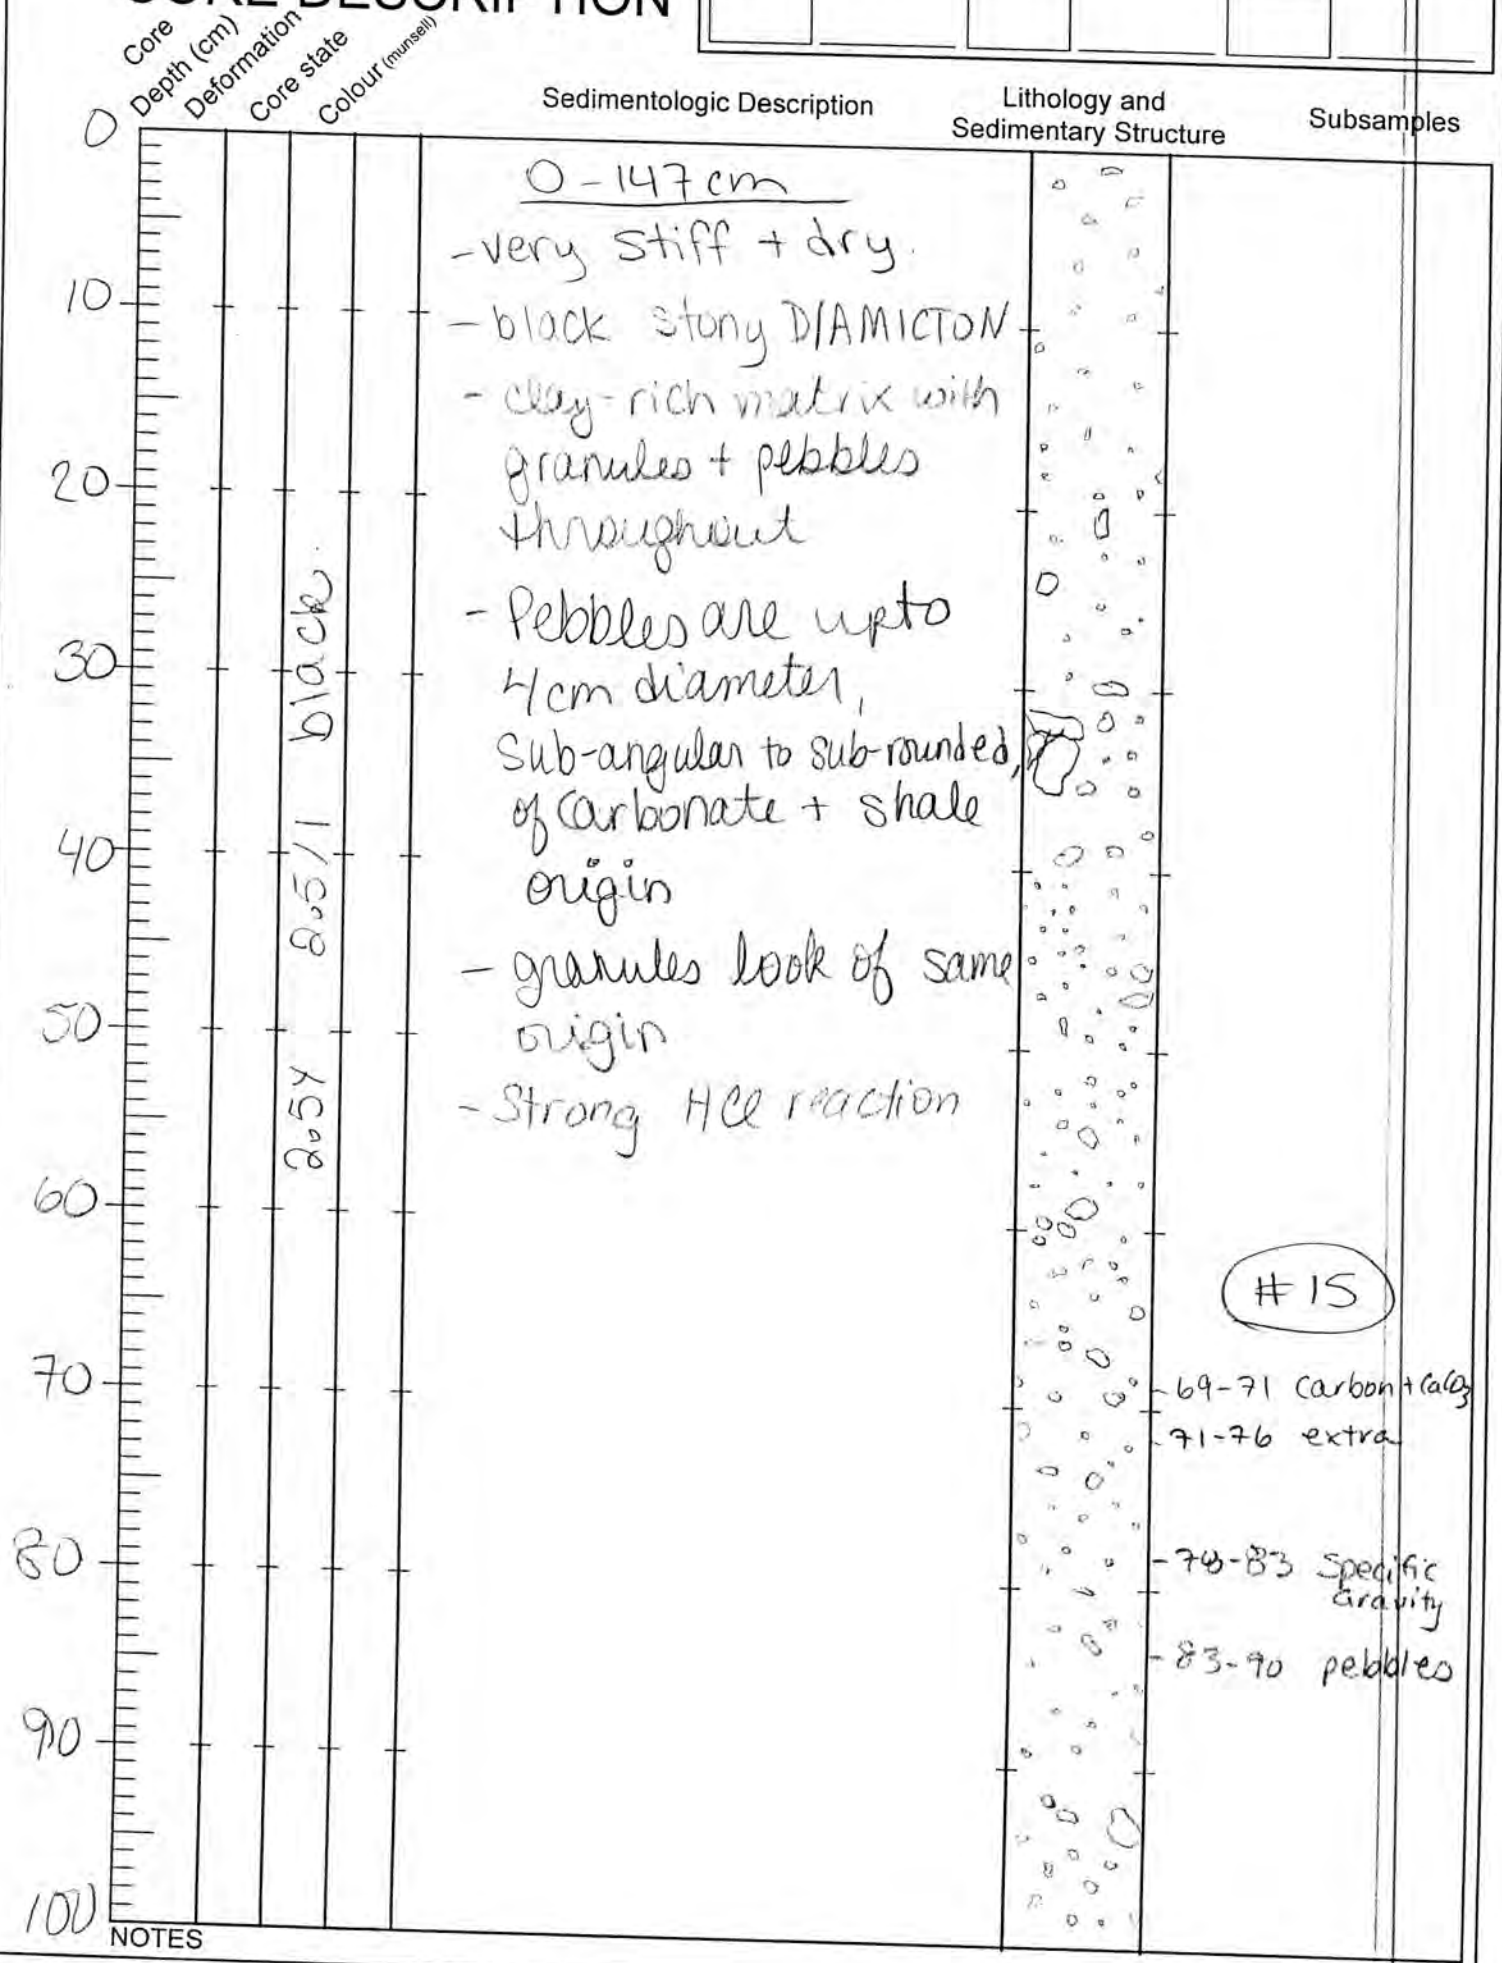 CORE DESCRIPTION
Core
Depth (cm)
Deformation
Core state
Colour (munsell)
Sedimentologic Description
Lithology and
Sedimentary Structure
Subsamples
0
10
20
30
40
50
60
70
80
90
100
2.5Y 2.5/1 black
0-147cm
- very stiff + dry.
- black stony DIAMICTON
- clay-rich matrix with
granules + pebbles
throughout
- Pebbles are upto
4cm diameter,
sub-angular to sub-rounded,
of carbonate + shale
origin
- granules look of same
origin
- Strong HCl reaction
#15
- 69-71 Carbon + CaCO3
- 71-76 extra
- 78-83 Specific
Gravity
- 83-90 pebbles
NOTES